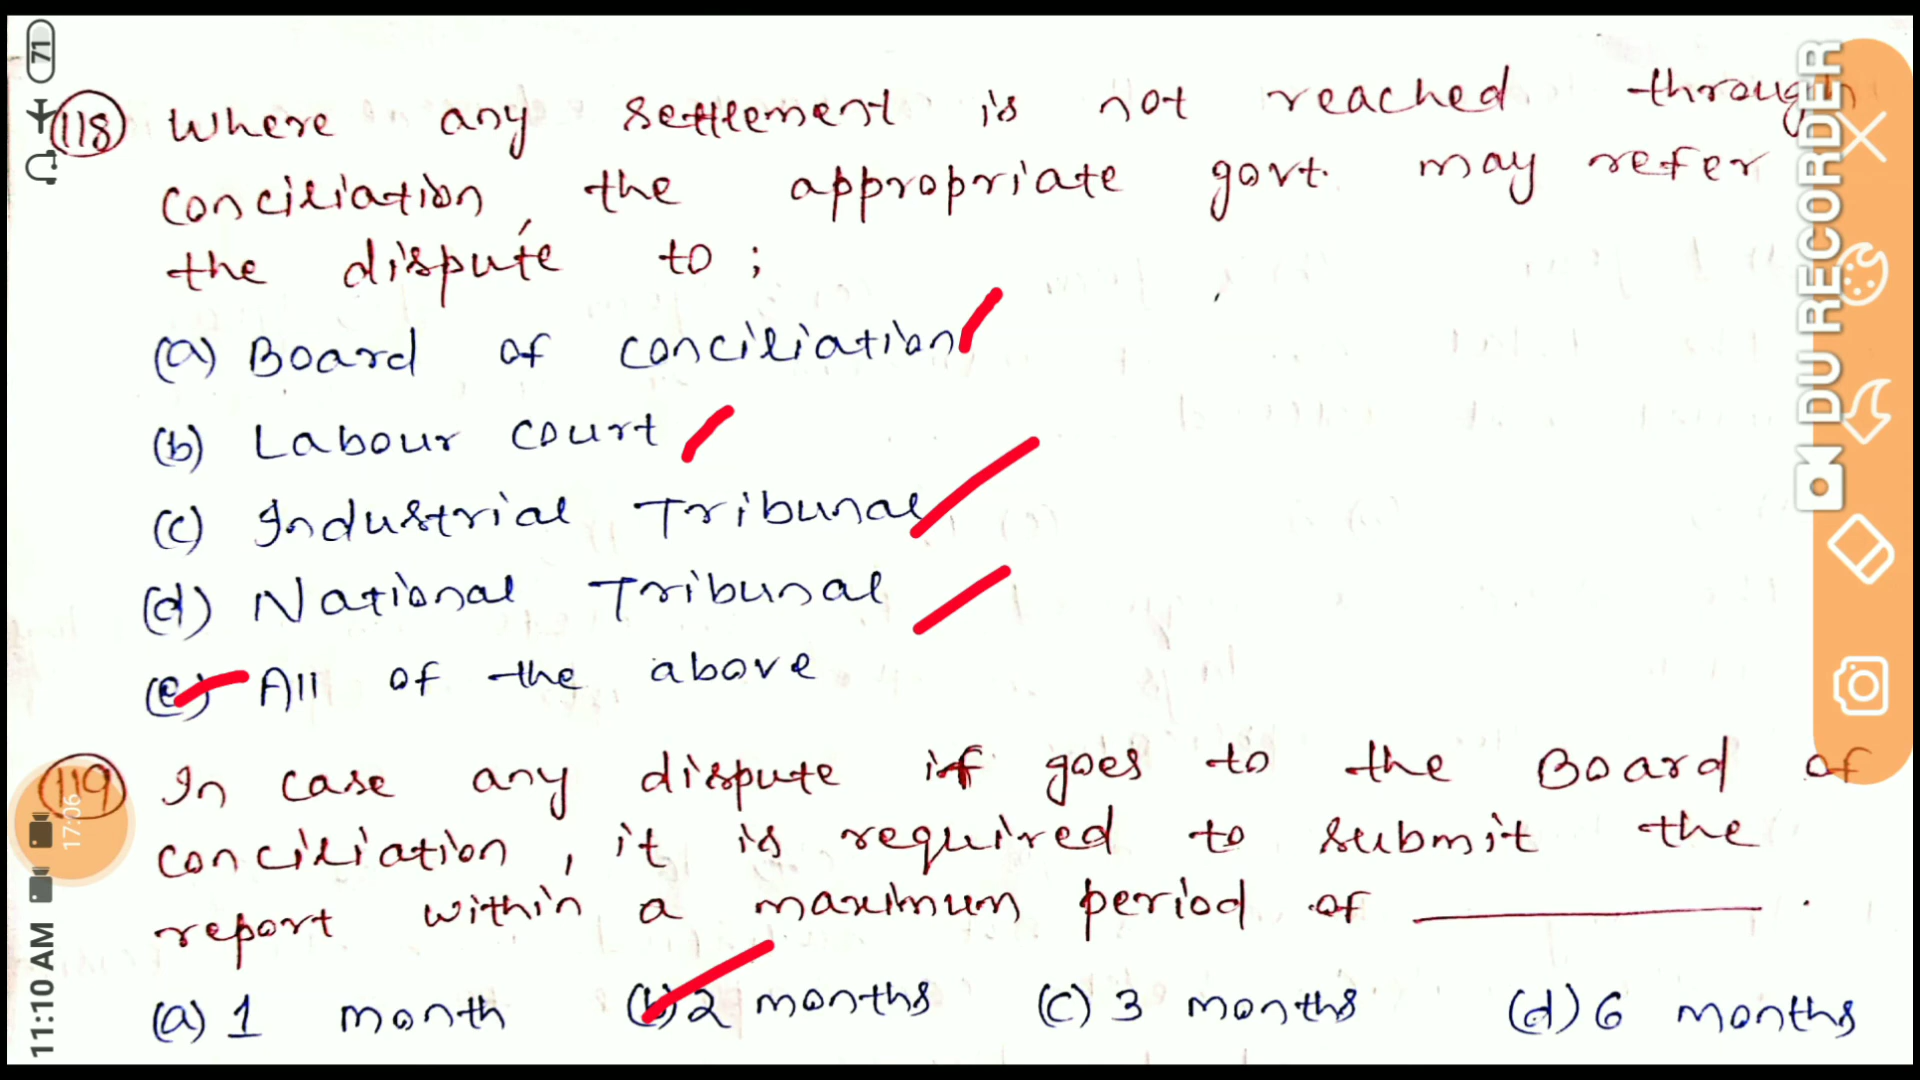 (118) Where any settlement is not reached through
conciliation, the appropriate govt. may refer
the dispute to ;
(a) Board of conciliation
(b) Labour court
(c) Industrial Tribunal
(d) National Tribunal
(e) All of the above
(119) In case any dispute if goes to the Board of
conciliation, it is required to submit the
report within a maximum period of ______ .
(a) 1 month (b) 2 months (c) 3 months (d) 6 months
71
17:06
11:10 AM
DU RECORDER